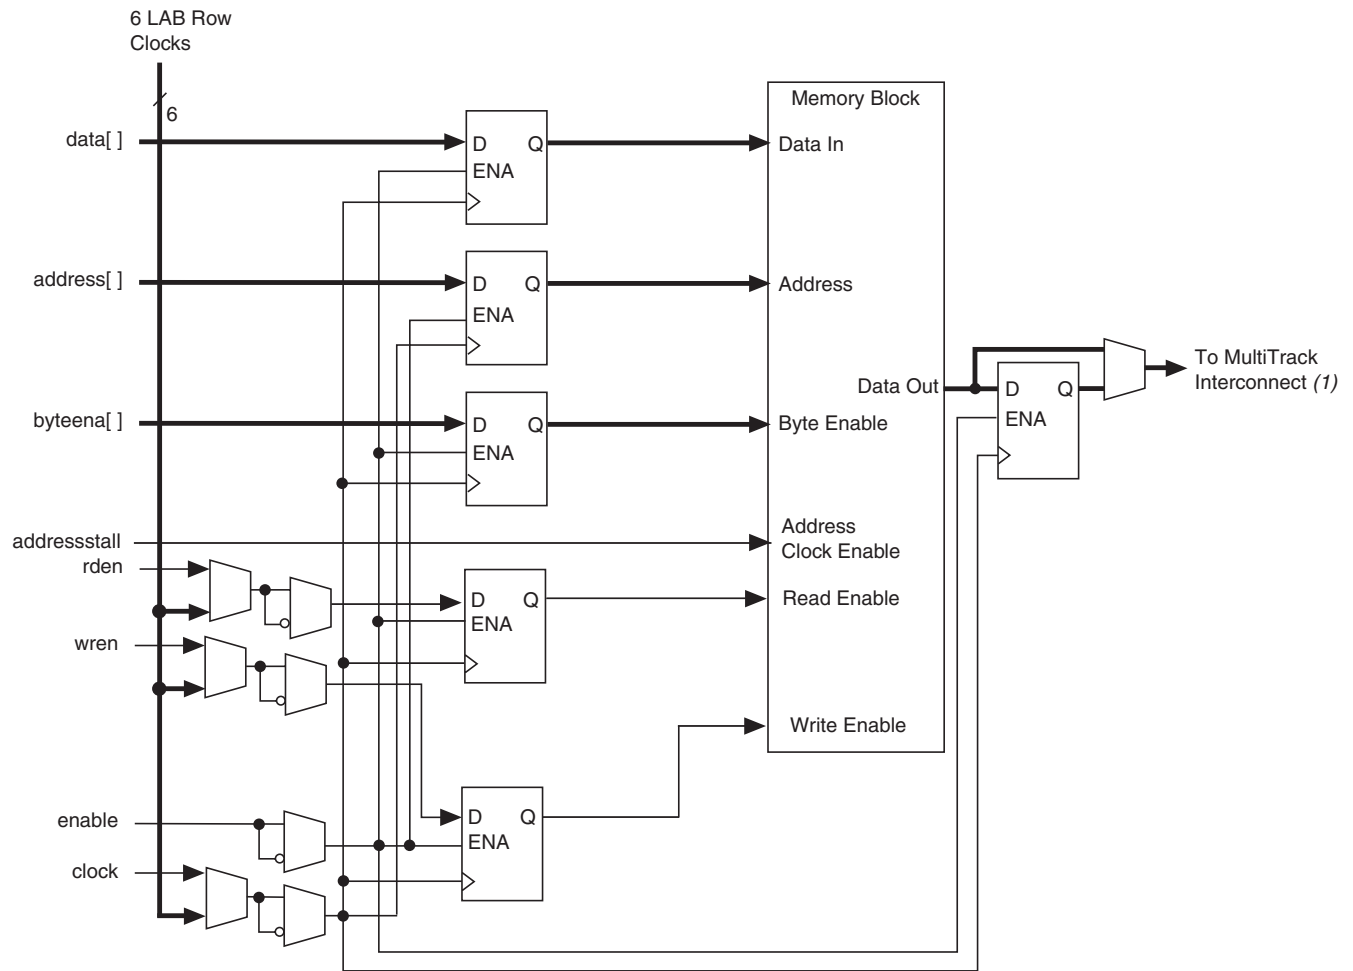 6 LAB Row
Clocks
6
Memory Block
data[ ]
D Q
Data In
ENA
address[ ]
D Q
Address
ENA
To MultiTrack
Interconnect (1)
Data Out
D Q
ENA
byteena[ ]
D Q
Byte Enable
ENA
addressstall
Address
Clock Enable
rden
D Q
Read Enable
ENA
wren
Write Enable
enable
D Q
ENA
clock